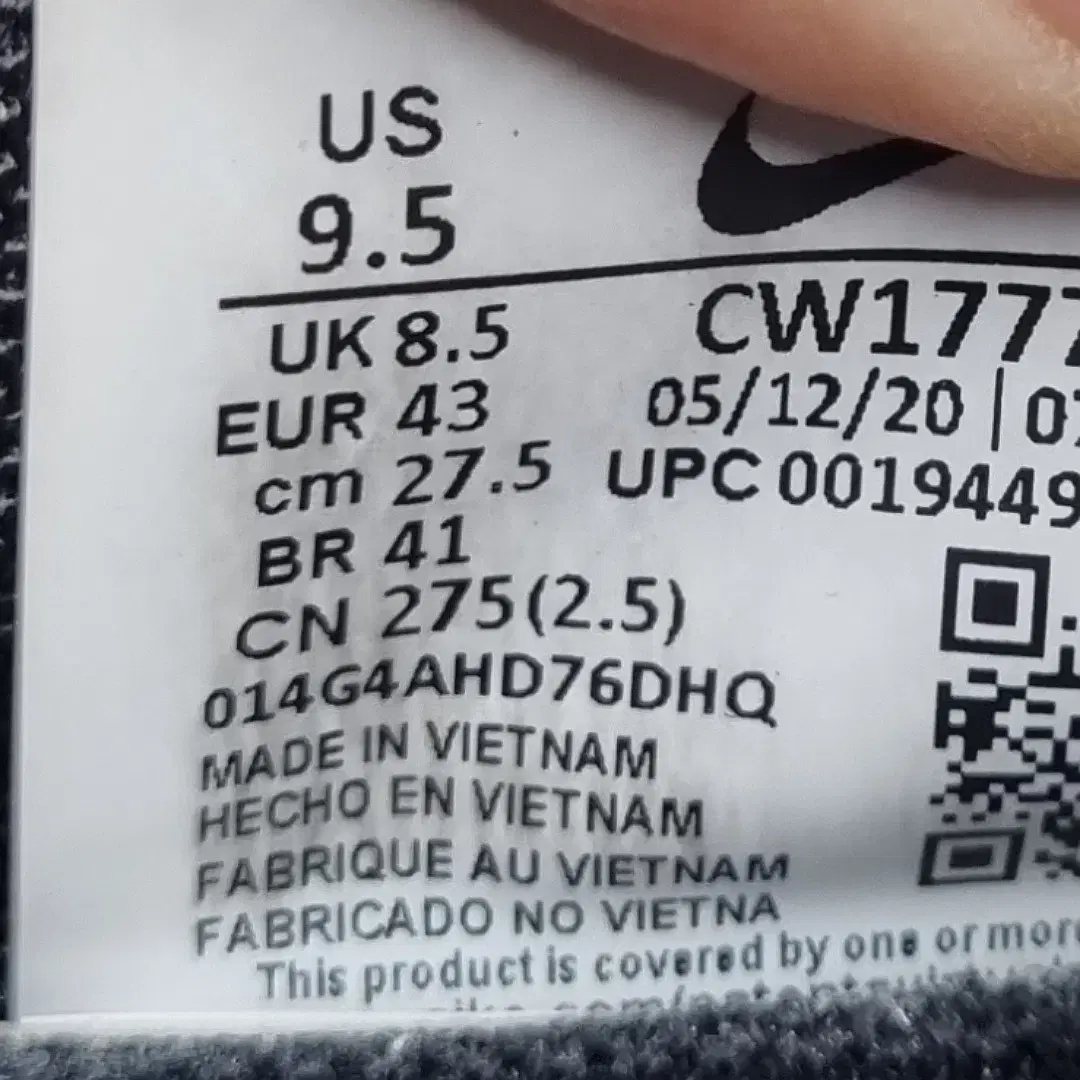 US
9.5
UK 8.5
EUR 43
cm 27.5
BR 41
CN 275(2.5)
CW1777
05/12/20 | 07
UPC 0019449
014G4AHD76DHQ
MADE IN VIETNAM
HECHO EN VIETNAM
FABRIQUE AU VIETNAM
FABRICADO NO VIETNA
This product is covered by one or more